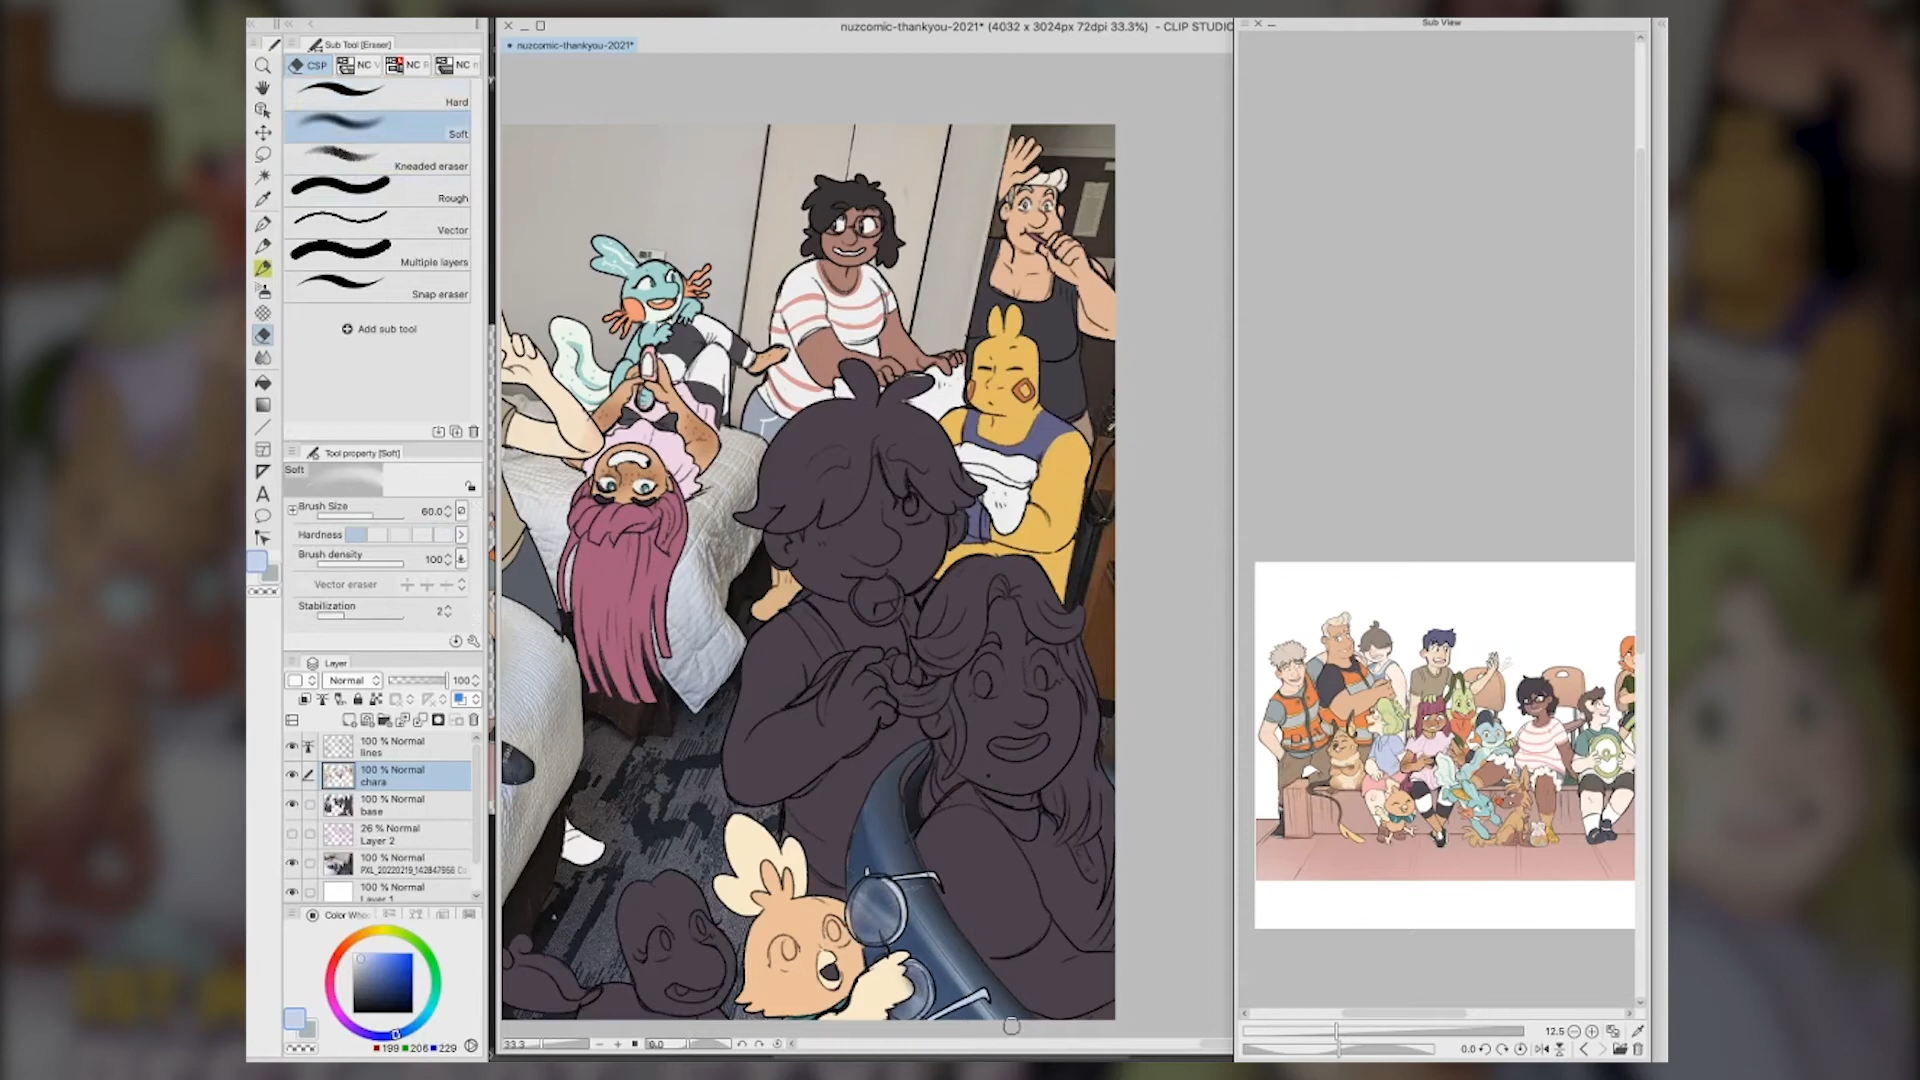 Sub View
nuzcomic-thankyou-2021* (4032 x 3024px 72dpi 33.3%) - CLIP STUDIO
nuzcomic-thankyou-2021*
Sub Tool [Eraser]
CSP NC NC NC
Hard
Soft
Kneaded eraser
Rough
Vector
Multiple layers
Snap eraser
Add sub tool
Tool property [Soft]
Soft
Brush Size 60.0
Hardness
Brush density 100
Vector eraser
Stabilization 2
Layer
Normal 100
100 % Normal
lines
100 % Normal
chara
100 % Normal
base
26 % Normal
Layer 2
100 % Normal
100 % Normal
Layer 1
199 206 229
33.3 0.0
12.5
0.0